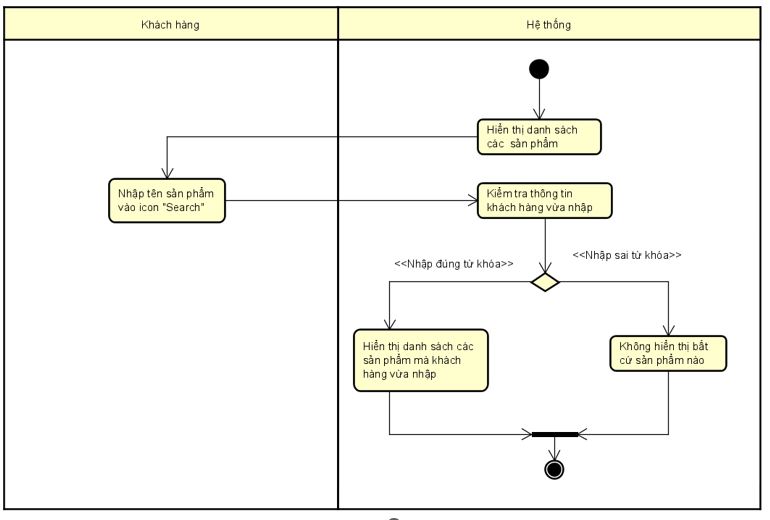 Khách hàng
Hệ thống
Hiển thị danh sách
các sản phẩm
Nhập tên sản phẩm
vào icon "Search"
Kiểm tra thông tin
khách hàng vừa nhập
<<Nhập đúng từ khóa>>
<<Nhập sai từ khóa>>
Hiển thị danh sách các
sản phẩm mà khách
hàng vừa nhập
Không hiển thị bất
cứ sản phẩm nào